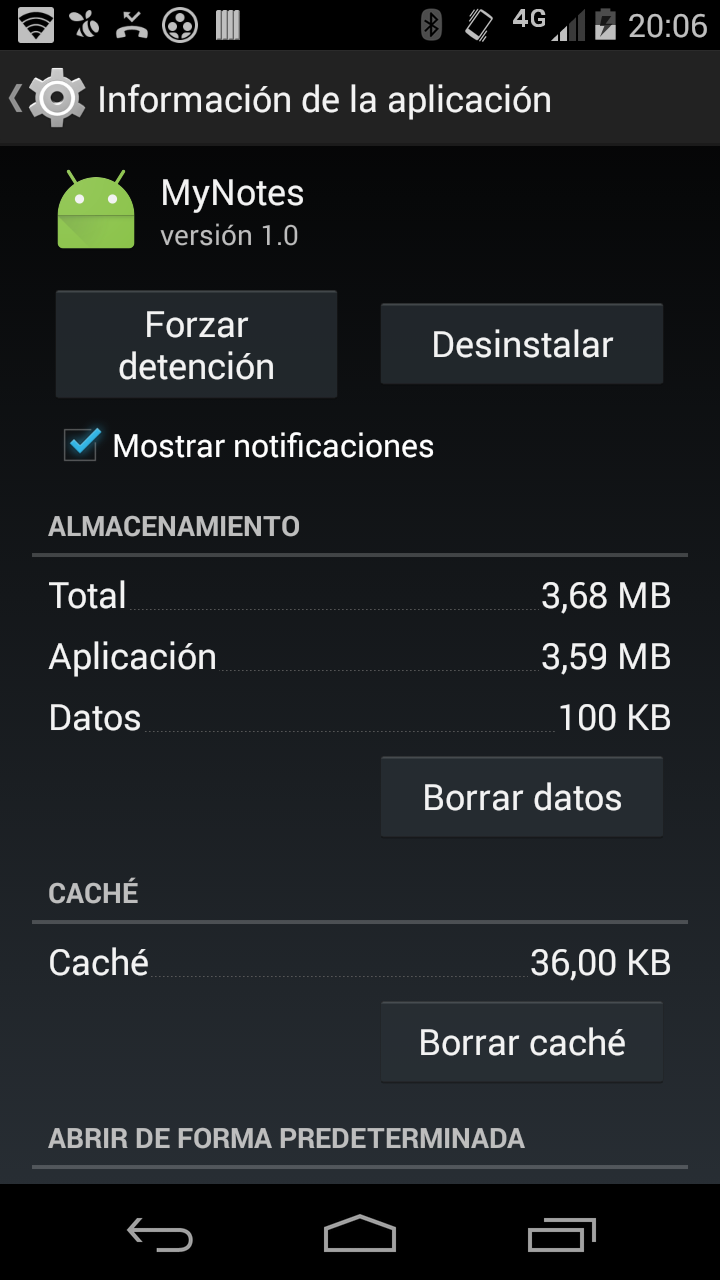 4G 20:06
Información de la aplicación
MyNotes
versión 1.0
Forzar
detención
Desinstalar
Mostrar notificaciones
ALMACENAMIENTO
Total 3,68 MB
Aplicación 3,59 MB
Datos 100 KB
Borrar datos
CACHÉ
Caché 36,00 KB
Borrar caché
ABRIR DE FORMA PREDETERMINADA